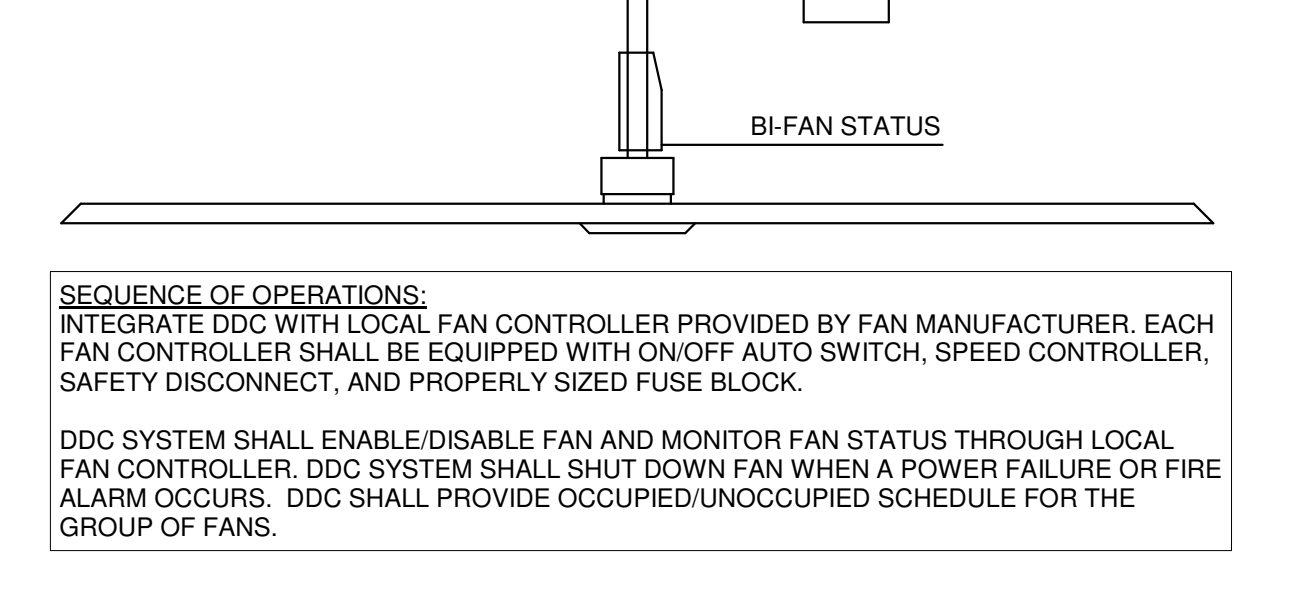 BI-FAN STATUS
SEQUENCE OF OPERATIONS:
INTEGRATE DDC WITH LOCAL FAN CONTROLLER PROVIDED BY FAN MANUFACTURER. EACH
FAN CONTROLLER SHALL BE EQUIPPED WITH ON/OFF AUTO SWITCH, SPEED CONTROLLER,
SAFETY DISCONNECT, AND PROPERLY SIZED FUSE BLOCK.
DDC SYSTEM SHALL ENABLE/DISABLE FAN AND MONITOR FAN STATUS THROUGH LOCAL
FAN CONTROLLER. DDC SYSTEM SHALL SHUT DOWN FAN WHEN A POWER FAILURE OR FIRE
ALARM OCCURS.  DDC SHALL PROVIDE OCCUPIED/UNOCCUPIED SCHEDULE FOR THE
GROUP OF FANS.